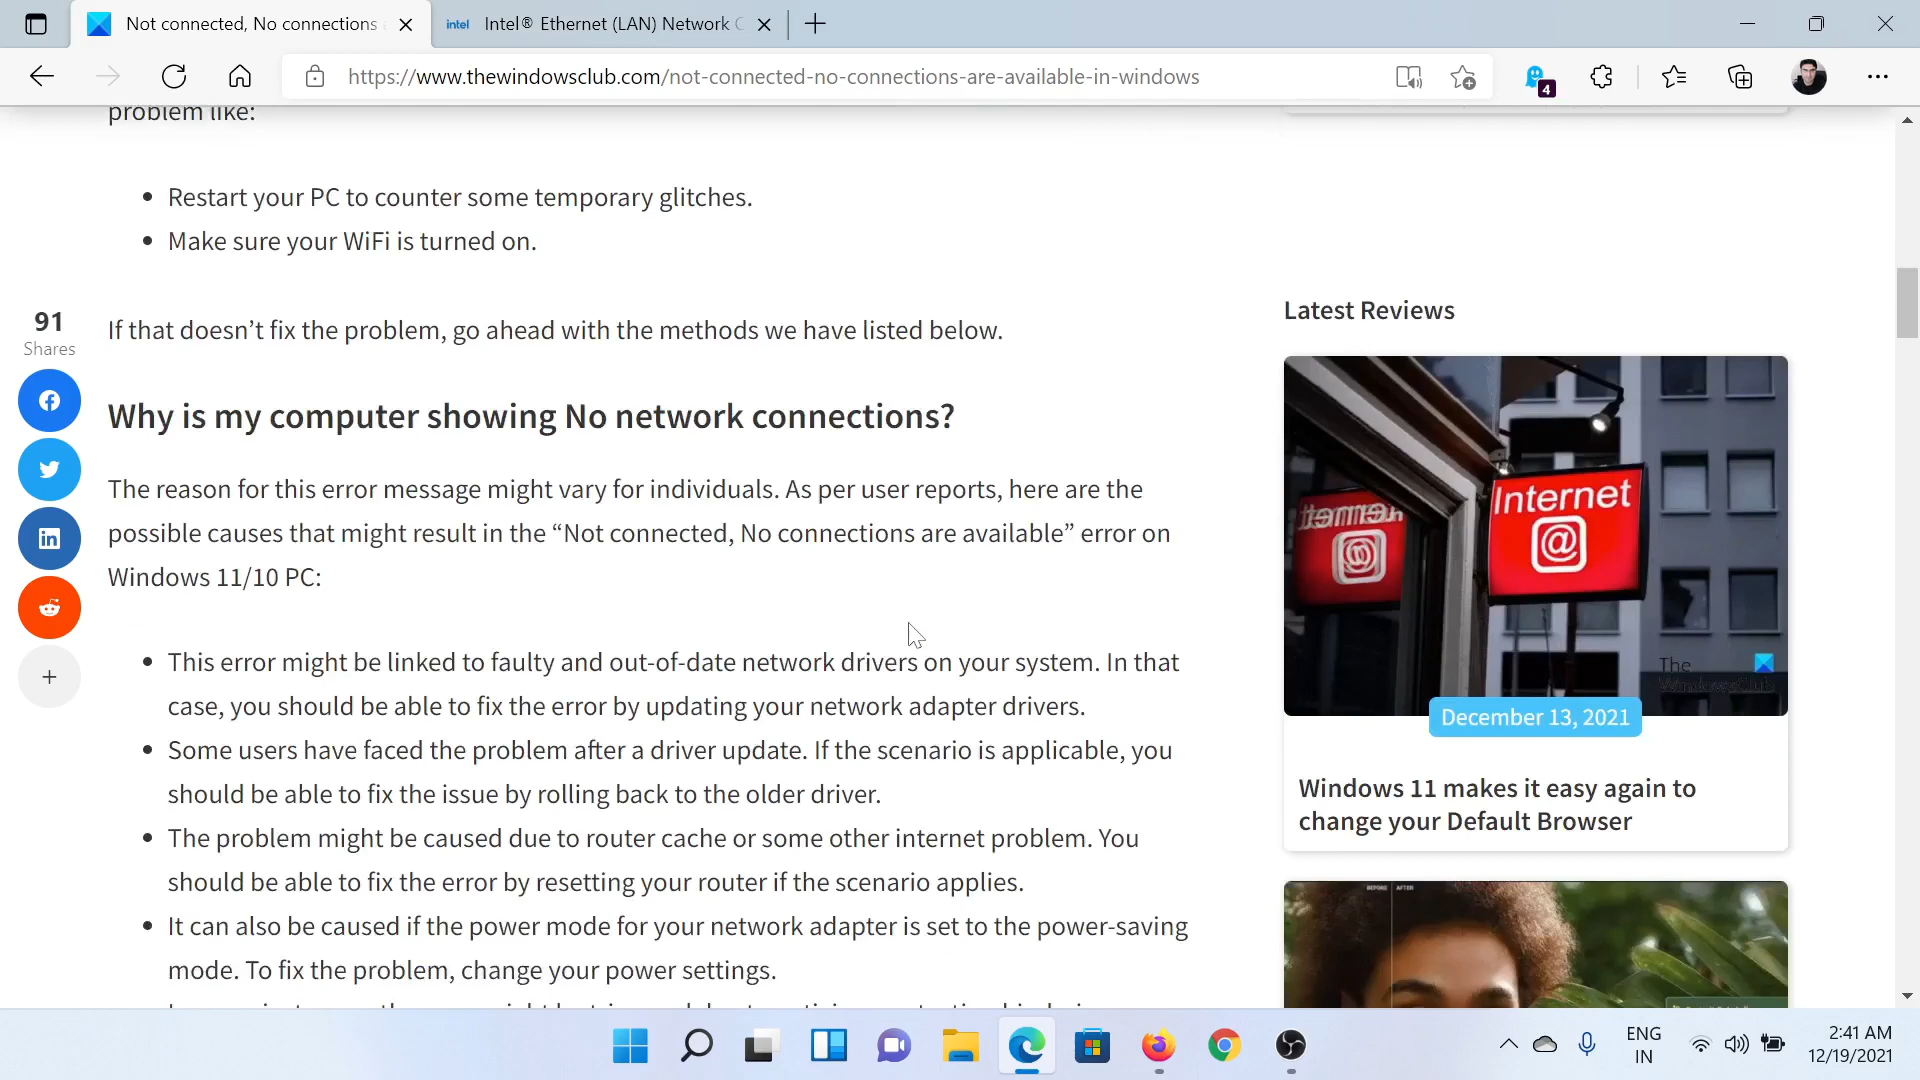 Not connected, No connections
intel Intel® Ethernet (LAN) Network
https://www.thewindowsclub.com/not-connected-no-connections-are-available-in-windows
4
problem like:
Restart your PC to counter some temporary glitches.
Make sure your WiFi is turned on.
91
Shares
If that doesn’t fix the problem, go ahead with the methods we have listed below.
Why is my computer showing No network connections?
The reason for this error message might vary for individuals. As per user reports, here are the
possible causes that might result in the “Not connected, No connections are available” error on
Windows 11/10 PC:
This error might be linked to faulty and out-of-date network drivers on your system. In that
case, you should be able to fix the error by updating your network adapter drivers.
Some users have faced the problem after a driver update. If the scenario is applicable, you
should be able to fix the issue by rolling back to the older driver.
The problem might be caused due to router cache or some other internet problem. You
should be able to fix the error by resetting your router if the scenario applies.
It can also be caused if the power mode for your network adapter is set to the power-saving
mode. To fix the problem, change your power settings.
Latest Reviews
Internet
@
The
WindowsClub
December 13, 2021
Windows 11 makes it easy again to
change your Default Browser
BEFORE AFTER
ENG
IN
2:41 AM
12/19/2021